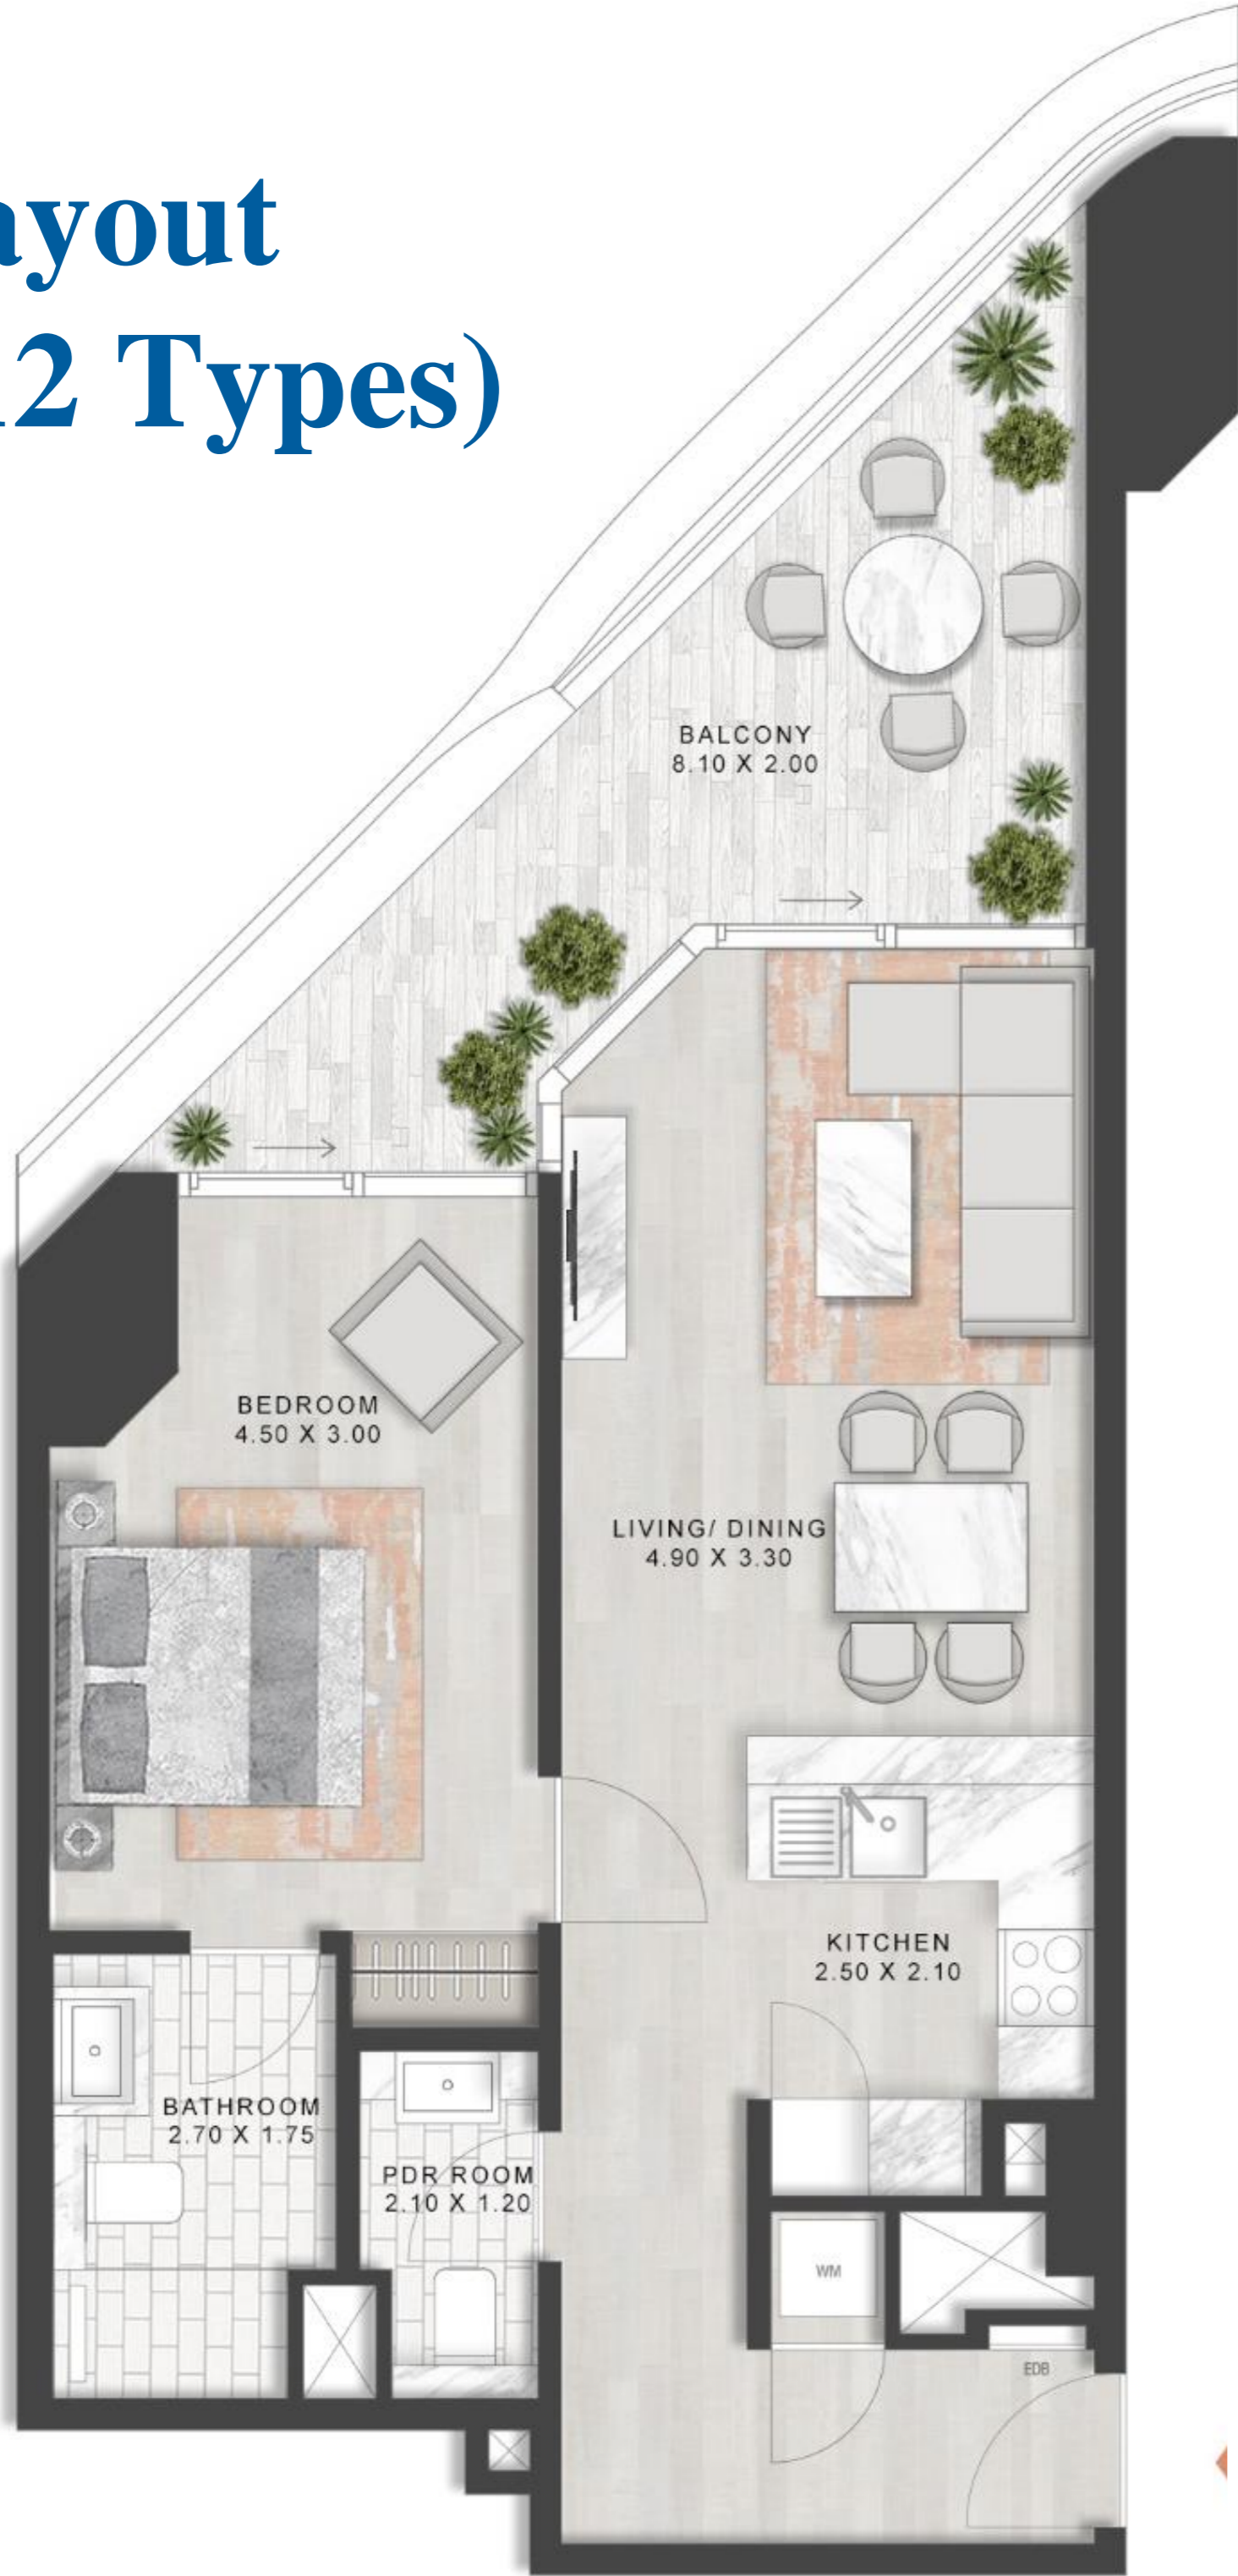 ayout
12 Types)
BALCONY
8.10 X 2.00
BEDROOM
4.50 X 3.00
LIVING/ DINING
4.90 X 3.30
KITCHEN
2.50 X 2.10
BATHROOM
2.70 X 1.75
PDR ROOM
2.10 X 1.20
WM
EDB